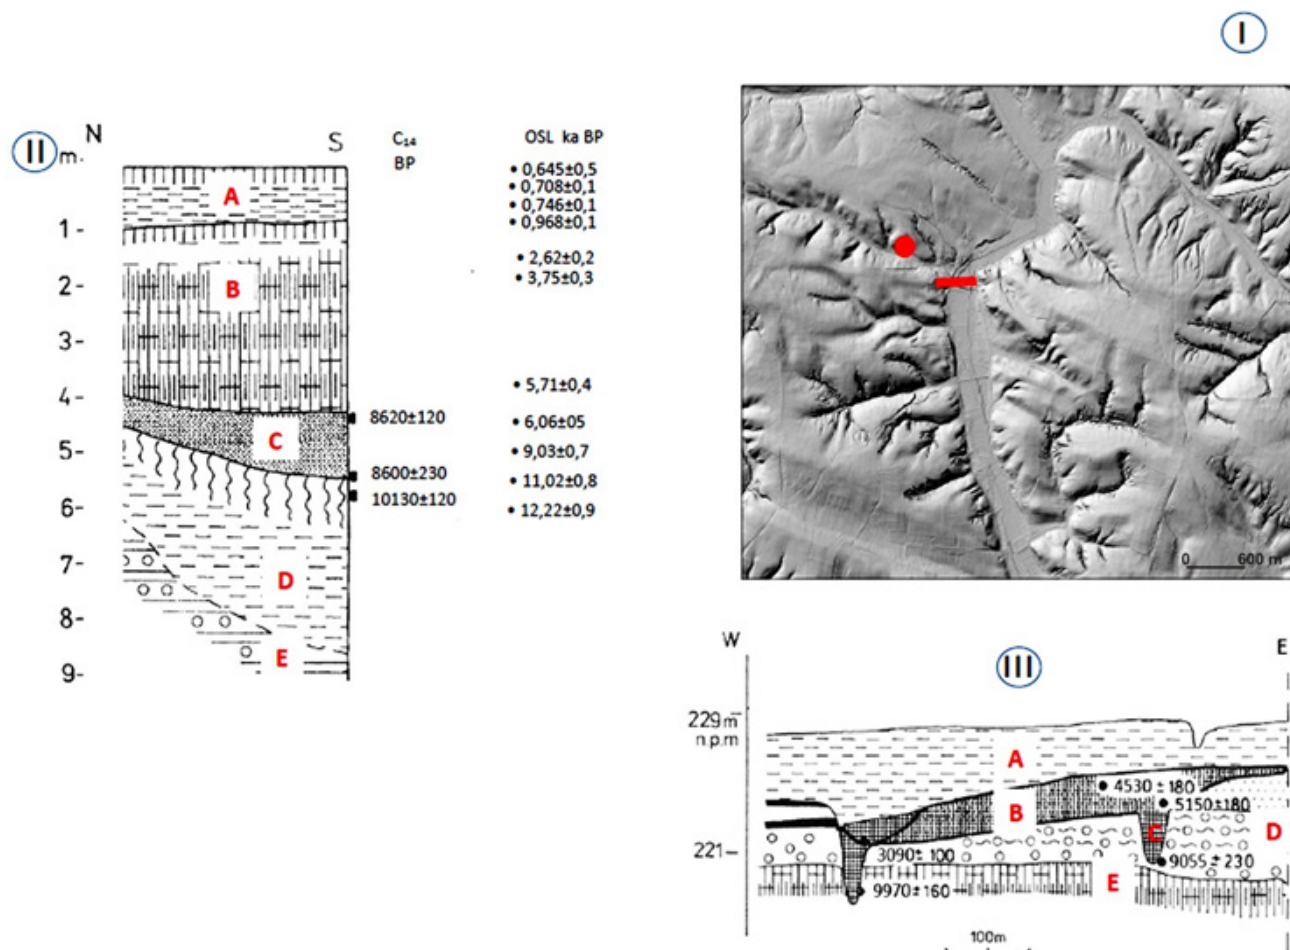 I
II
N
S
m.
C14
BP
OSL ka BP
• 0,645±0,5
• 0,708±0,1
• 0,746±0,1
• 0,968±0,1
• 2,62±0,2
• 3,75±0,3
• 5,71±0,4
• 6,06±05
• 9,03±0,7
• 11,02±0,8
• 12,22±0,9
8620±120
8600±230
10130±120
1-
2-
3-
4-
5-
6-
7-
8-
9-
A
B
C
D
E
0 600 m
W
III
E
229 m
n.p.m
221
A
B
C
D
E
4530 ±180
5150±180
3090±100
9055±230
9970±160
100m